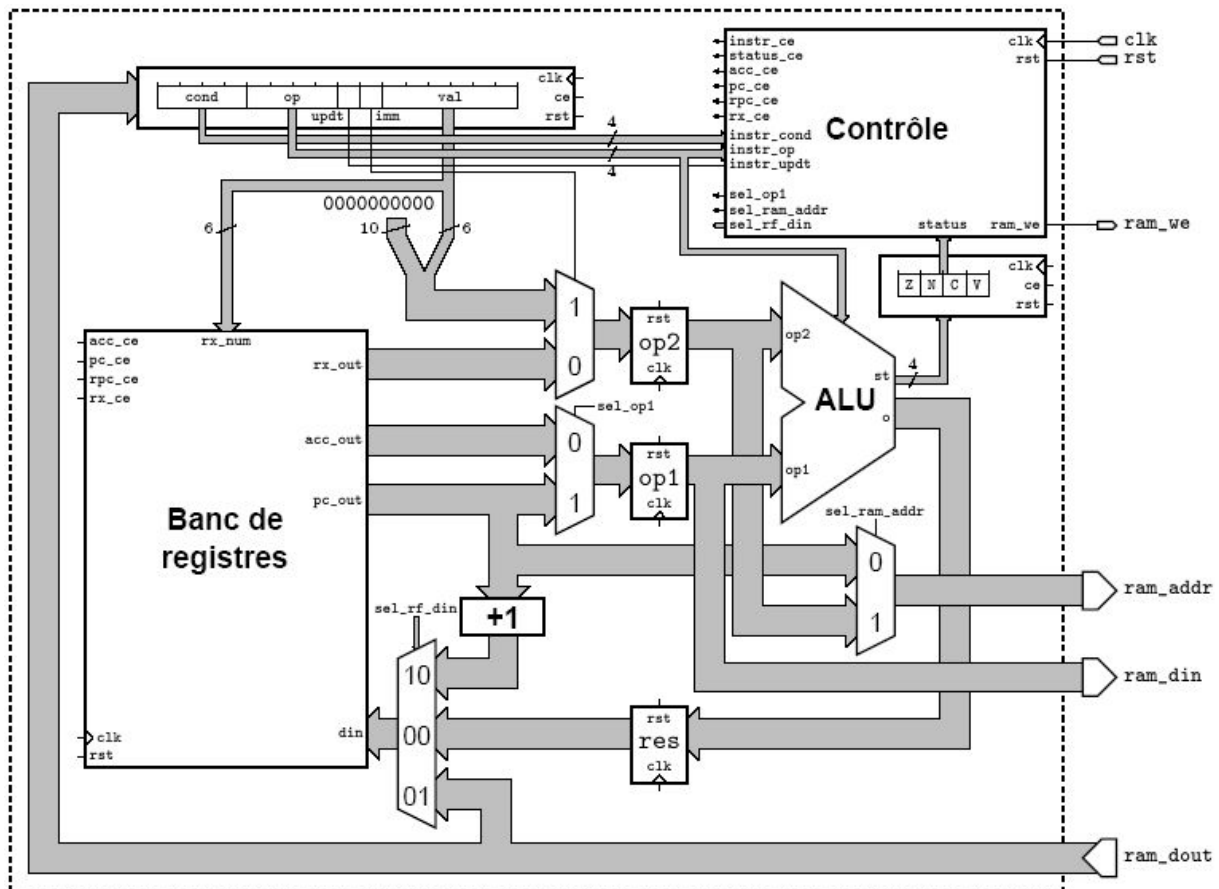 instr_ce
status_ce
acc_ce
pc_ce
rpc_ce
rx_ce
instr_cond
instr_op
instr_updt
sel_op1
sel_ram_addr
sel_rf_din
Contrôle
clk
rst
status
ram_we
clk
rst
ram_we
cond
op
updt
imm
val
clk
ce
rst
4
4
4
0000000000
6
10
6
Z N C V
clk
ce
rst
acc_ce
pc_ce
rpc_ce
rx_ce
rx_num
rx_out
acc_out
pc_out
Banc de
registres
din
clk
rst
1
0
sel_op1
0
1
rst
op2
clk
rst
op1
clk
op2
op1
ALU
st
o
4
sel_ram_addr
0
1
ram_addr
+1
sel_rf_din
10
00
01
rst
res
clk
ram_din
ram_dout